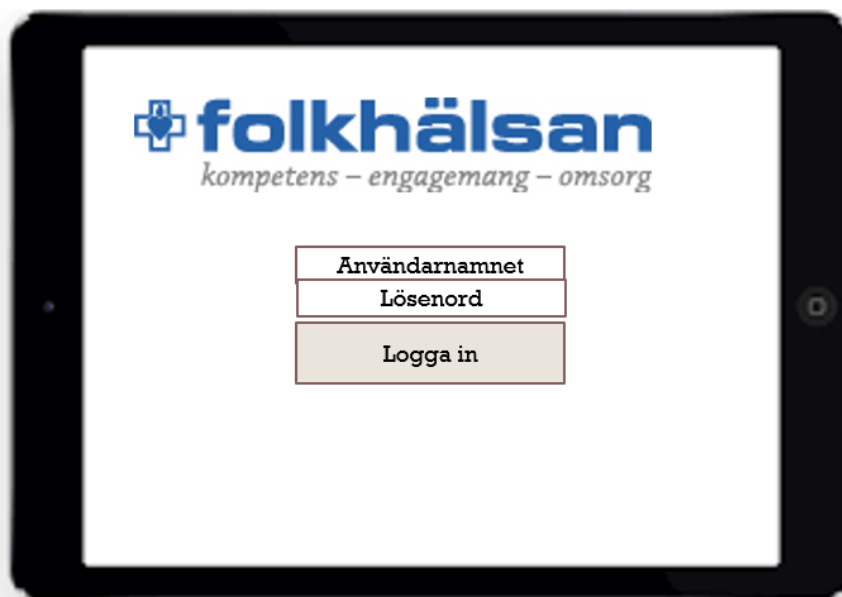 folkhälsan
kompetens – engagemang – omsorg
Användarnamnet
Lösenord
Logga in